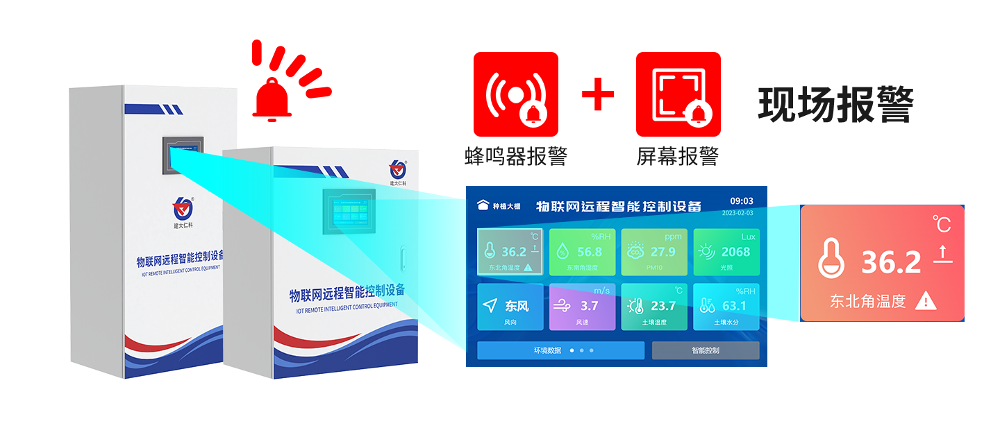 蜂鸣器报警
+
屏幕报警
现场报警
建大仁科
物联网远程智能控制设备
IOT REMOTE INTELLIGENT CONTROL EQUIPMENT
®
建大仁科
物联网远程智能控制设备
IOT REMOTE INTELLIGENT CONTROL EQUIPMENT
种植大棚
物联网远程智能控制设备
09:03
2023-02-03
℃
36.2
东北角温度
%RH
56.8
东南角湿度
ppm
CO2
27.9
PM10
Lux
2068
光照
东风
风向
m/s
3.7
风速
℃
23.7
土壤温度
%RH
63.1
土壤水分
环境数据
智能控制
℃
36.2
东北角温度